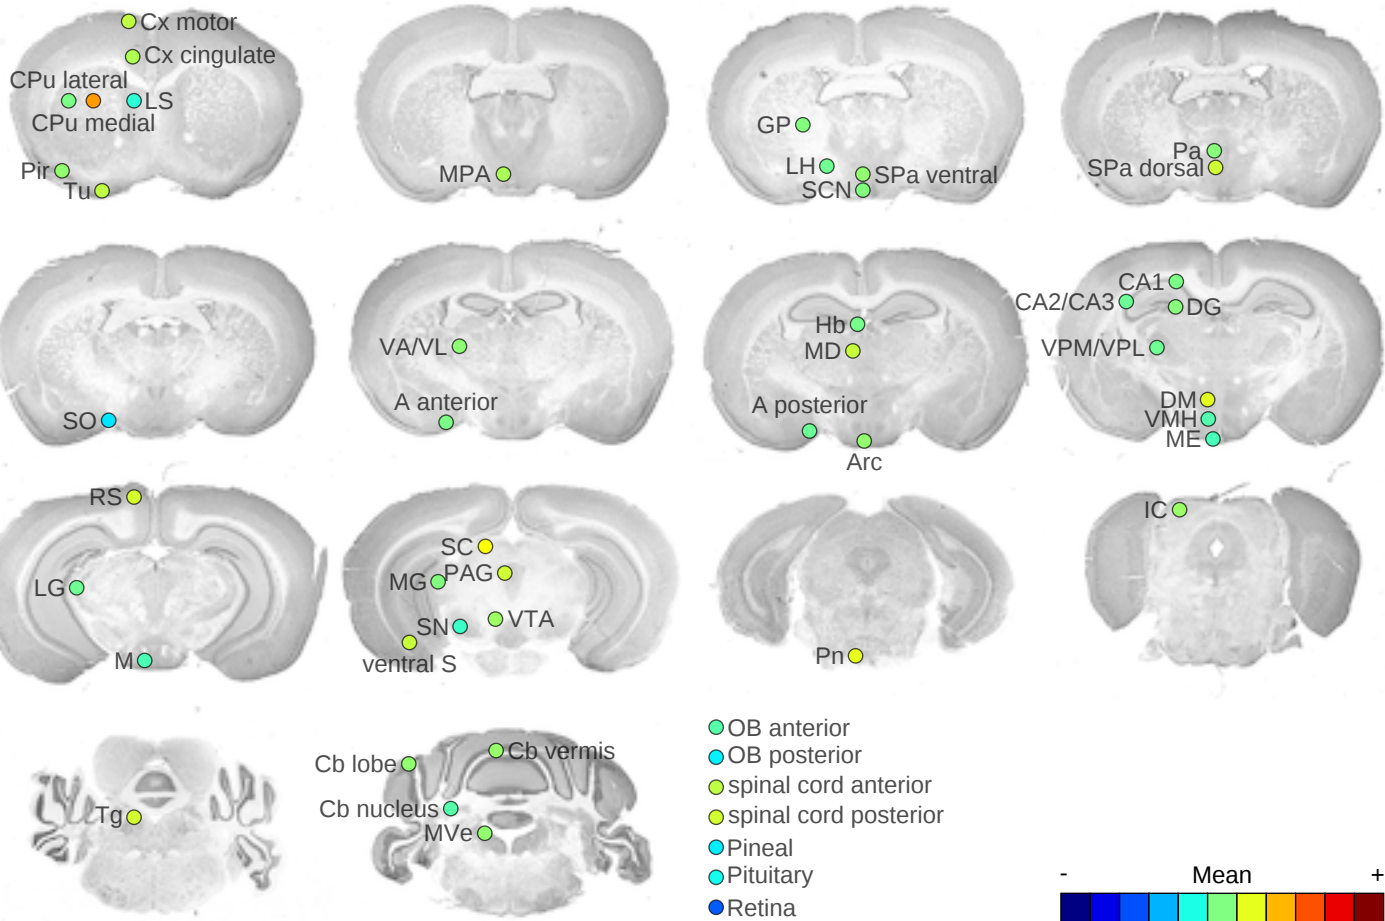 Cx motor
Cx cingulate
CPu lateral
LS
CPu medial
Pir
Tu
MPA
GP
LH
SPa ventral
SCN
Pa
SPa dorsal
SO
VA/VL
A anterior
Hb
MD
A posterior
Arc
CA1
CA2/CA3
DG
VPM/VPL
DM
VMH
ME
RS
LG
M
SC
PAG
MG
VTA
SN
ventral S
Pn
IC
Tg
Cb vermis
Cb lobe
Cb nucleus
MVe
OB anterior
OB posterior
spinal cord anterior
spinal cord posterior
Pineal
Pituitary
Retina
- Mean +